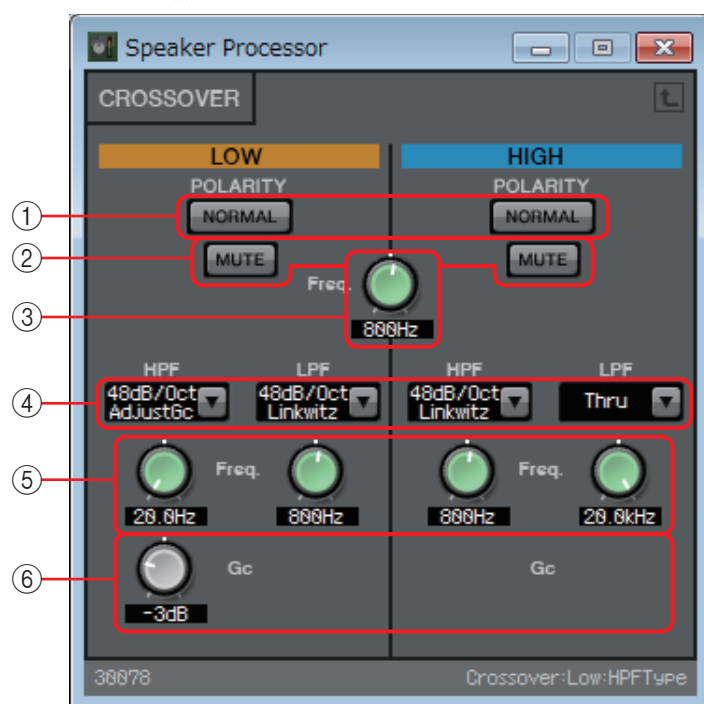 Speaker Processor
CROSSOVER
LOW HIGH
POLARITY POLARITY
① NORMAL NORMAL
② MUTE MUTE
Freq.
③ 800Hz
HPF LPF HPF LPF
④ 48dB/Oct AdjustGc 48dB/Oct Linkwitz 48dB/Oct Linkwitz Thru
⑤ Freq. Freq.
20.0Hz 800Hz 800Hz 20.0kHz
⑥ Gc Gc
-3dB
30078 Crossover:Low:HPFType